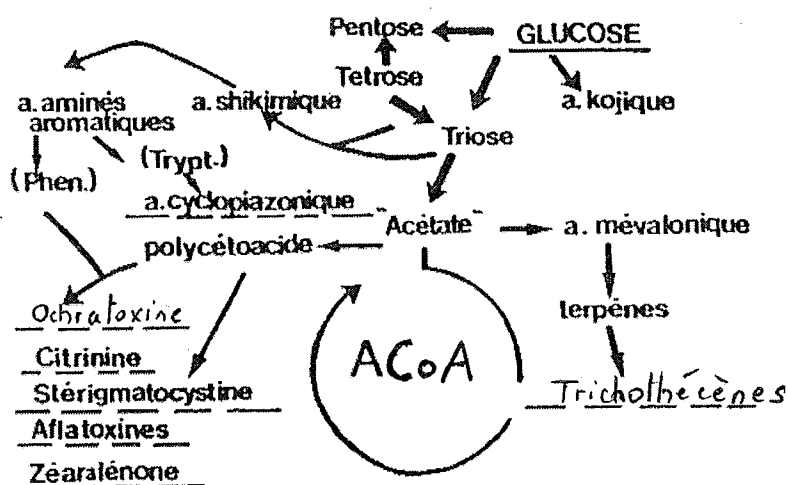 Pentose
GLUCOSE
Tetrose
a. aminés
aromatiques
a. shikimique
a. kojique
Triose
(Trypt.)
(Phen.)
a. cyclopiazonique
"Acétate"
a. mévalonique
polycétoacide
Ochratoxine
terpénes
Citrinine
ACoA
Stérigmatocystine
Trichothécènes
Aflatoxines
Zéaralénone